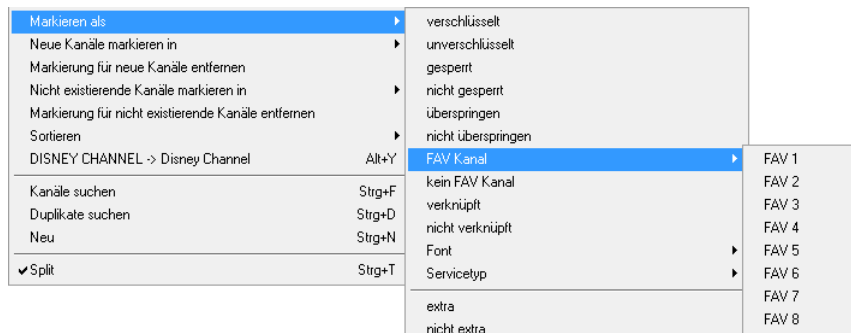 Markieren als
Neue Kanäle markieren in
Markierung für neue Kanäle entfernen
Nicht existierende Kanäle markieren in
Markierung für nicht existierende Kanäle entfernen
Sortieren
DISNEY CHANNEL -> Disney Channel Alt+Y
Kanäle suchen Strg+F
Duplikate suchen Strg+D
Neu Strg+N
Split Strg+T
verschlüsselt
unverschlüsselt
gesperrt
nicht gesperrt
überspringen
nicht überspringen
FAV Kanal
kein FAV Kanal
verknüpft
nicht verknüpft
Font
Servicetyp
extra
nicht extra
FAV 1
FAV 2
FAV 3
FAV 4
FAV 5
FAV 6
FAV 7
FAV 8